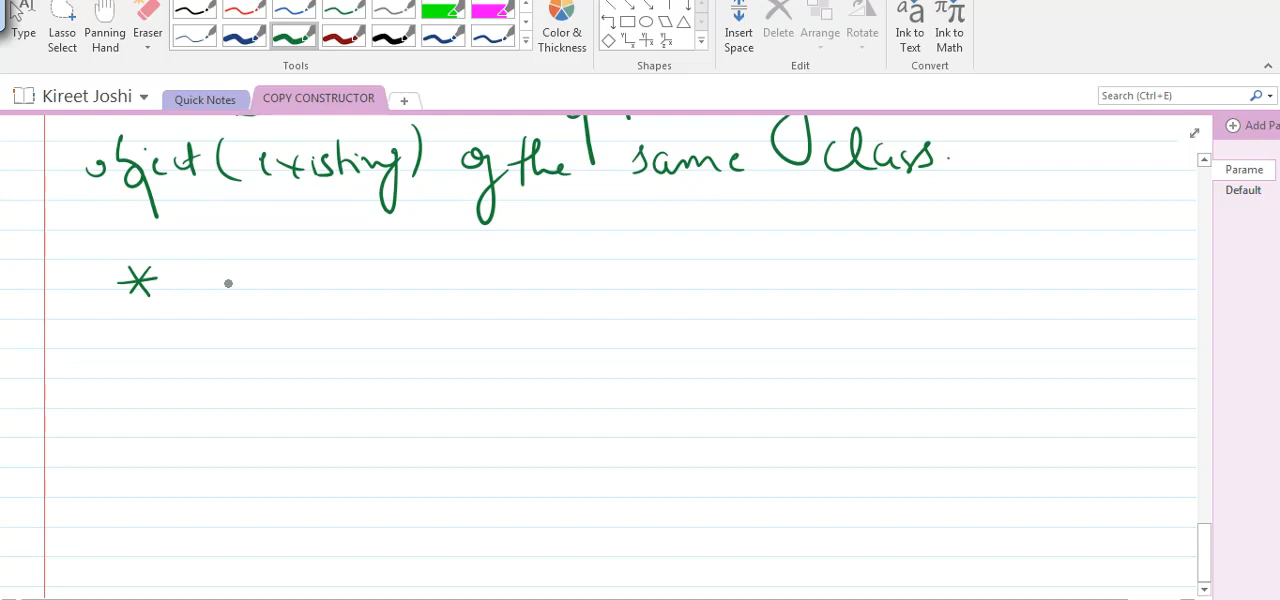 Type
Lasso Select
Panning Hand
Eraser
Color & Thickness
Insert Space
Delete
Arrange
Rotate
Ink to Text
Ink to Math
Tools
Shapes
Edit
Convert
Kireet Joshi
Quick Notes
COPY CONSTRUCTOR
+
Search (Ctrl+E)
Add Pa
Parame
Default
object (existing) of the same class.
*